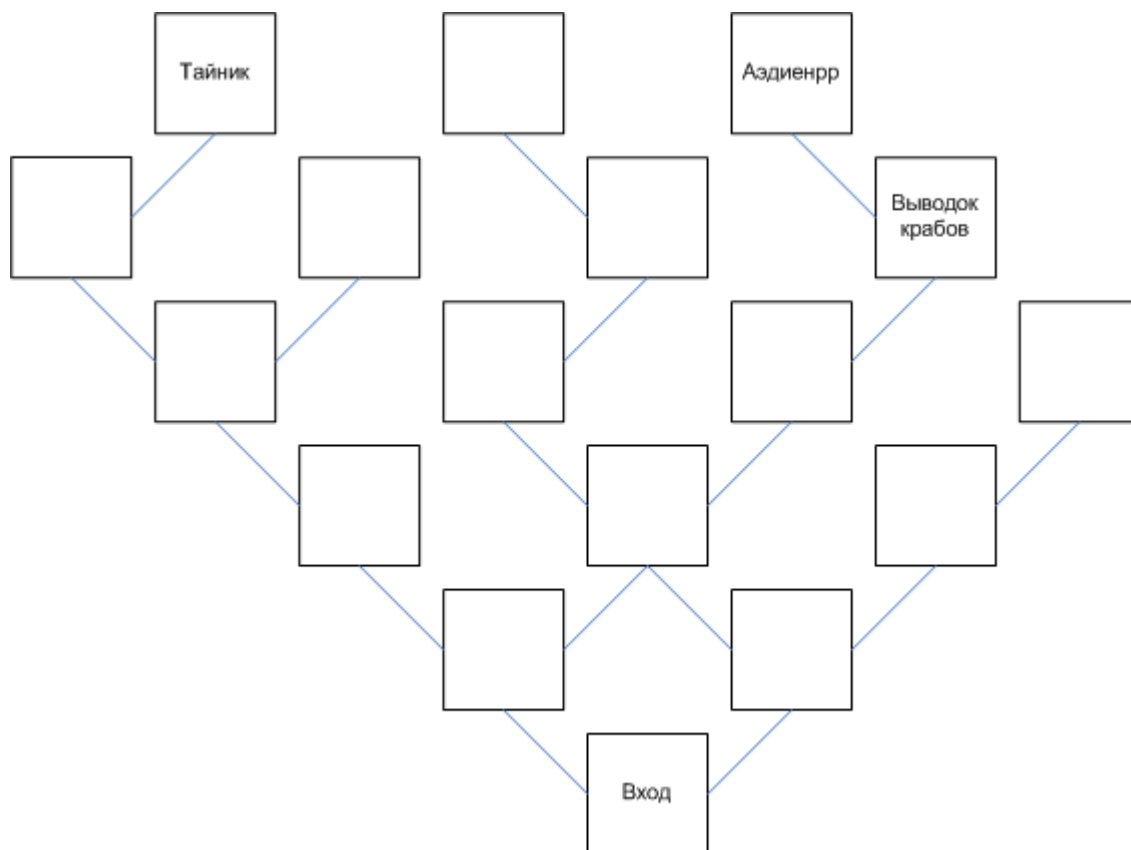 Тайник
Аэдиенрр
Выводок
крабов
Вход